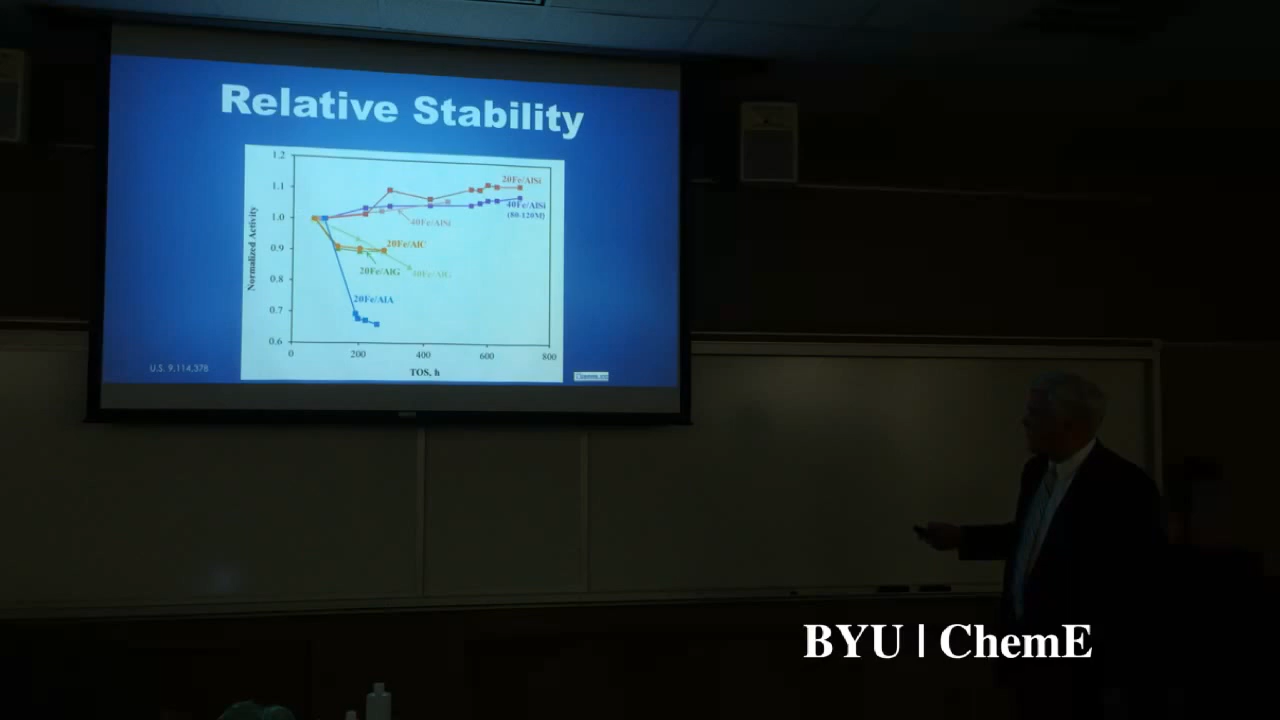 Relative Stability
1.2
1.1
1.0
0.9
0.8
0.7
0.6
Normalized Activity
20Fe/AlSi
40Fe/AlSi
(80-120M)
40Fe/AlSi
20Fe/AlC
20Fe/AlG
40Fe/AlG
20Fe/AlA
0
200
400
600
800
TOS, h
U.S. 9,114,378
BYU | ChemE